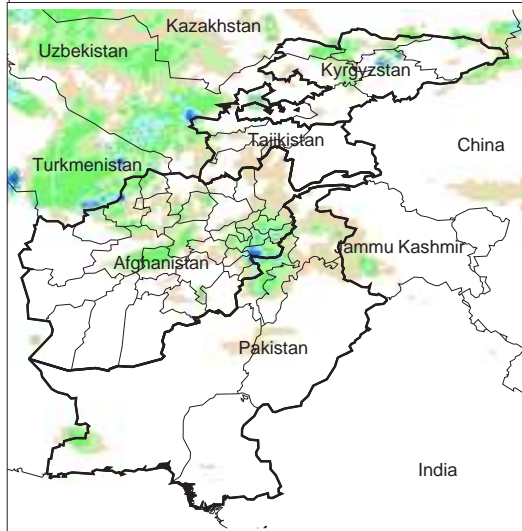 Kazakhstan
Uzbekistan
Kyrgyzstan
Tajikistan
China
Turkmenistan
Jammu Kashmir
Afghanistan
Pakistan
India